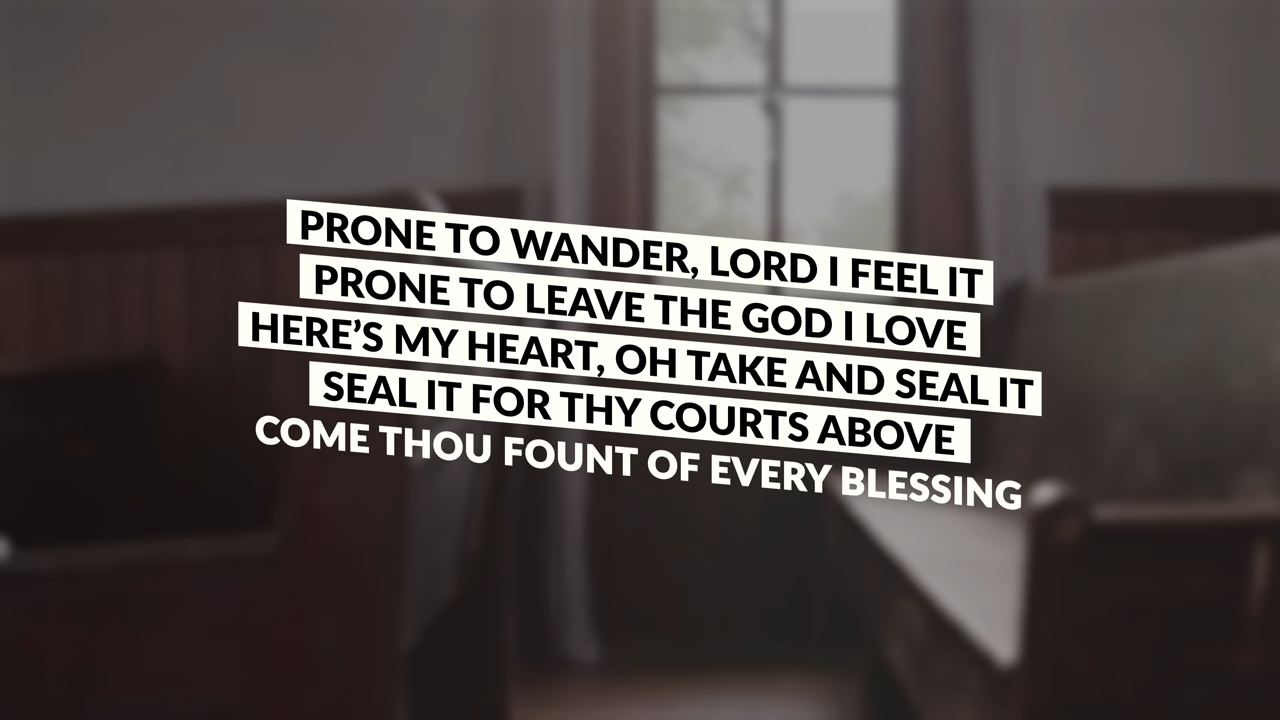 PRONE TO WANDER, LORD I FEEL IT
PRONE TO LEAVE THE GOD I LOVE
HERE’S MY HEART, OH TAKE AND SEAL IT
SEAL IT FOR THY COURTS ABOVE
COME THOU FOUNT OF EVERY BLESSING